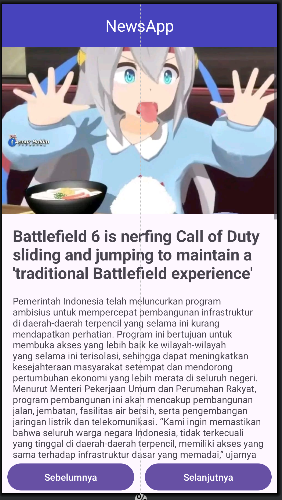 NewsApp
Battlefield 6 is nerfing Call of Duty
sliding and jumping to maintain a
'traditional Battlefield experience'
Pemerintah Indonesia telah meluncurkan program
ambisius untuk mempercepat pembangunan infrastruktur
di daerah-daerah terpencil yang selama ini kurang
mendapatkan perhatian. Program ini bertujuan untuk
membuka akses yang lebih baik ke wilayah-wilayah
yang selama ini terisolasi, sehingga dapat meningkatkan
kesejahteraan masyarakat setempat dan mendorong
pertumbuhan ekonomi yang lebih merata di seluruh negeri.
Menurut Menteri Pekerjaan Umum dan Perumahan Rakyat,
program pembangunan ini akan mencakup pembangunan
jalan, jembatan, fasilitas air bersih, serta pengembangan
jaringan listrik dan telekomunikasi. "Kami ingin memastikan
bahwa seluruh warga negara Indonesia, tidak terkecuali
yang tinggal di daerah daerah terpencil, memiliki akses yang
sama terhadap infrastruktur dasar yang memadai," ujarnya
Sebelumnya
Selanjutnya